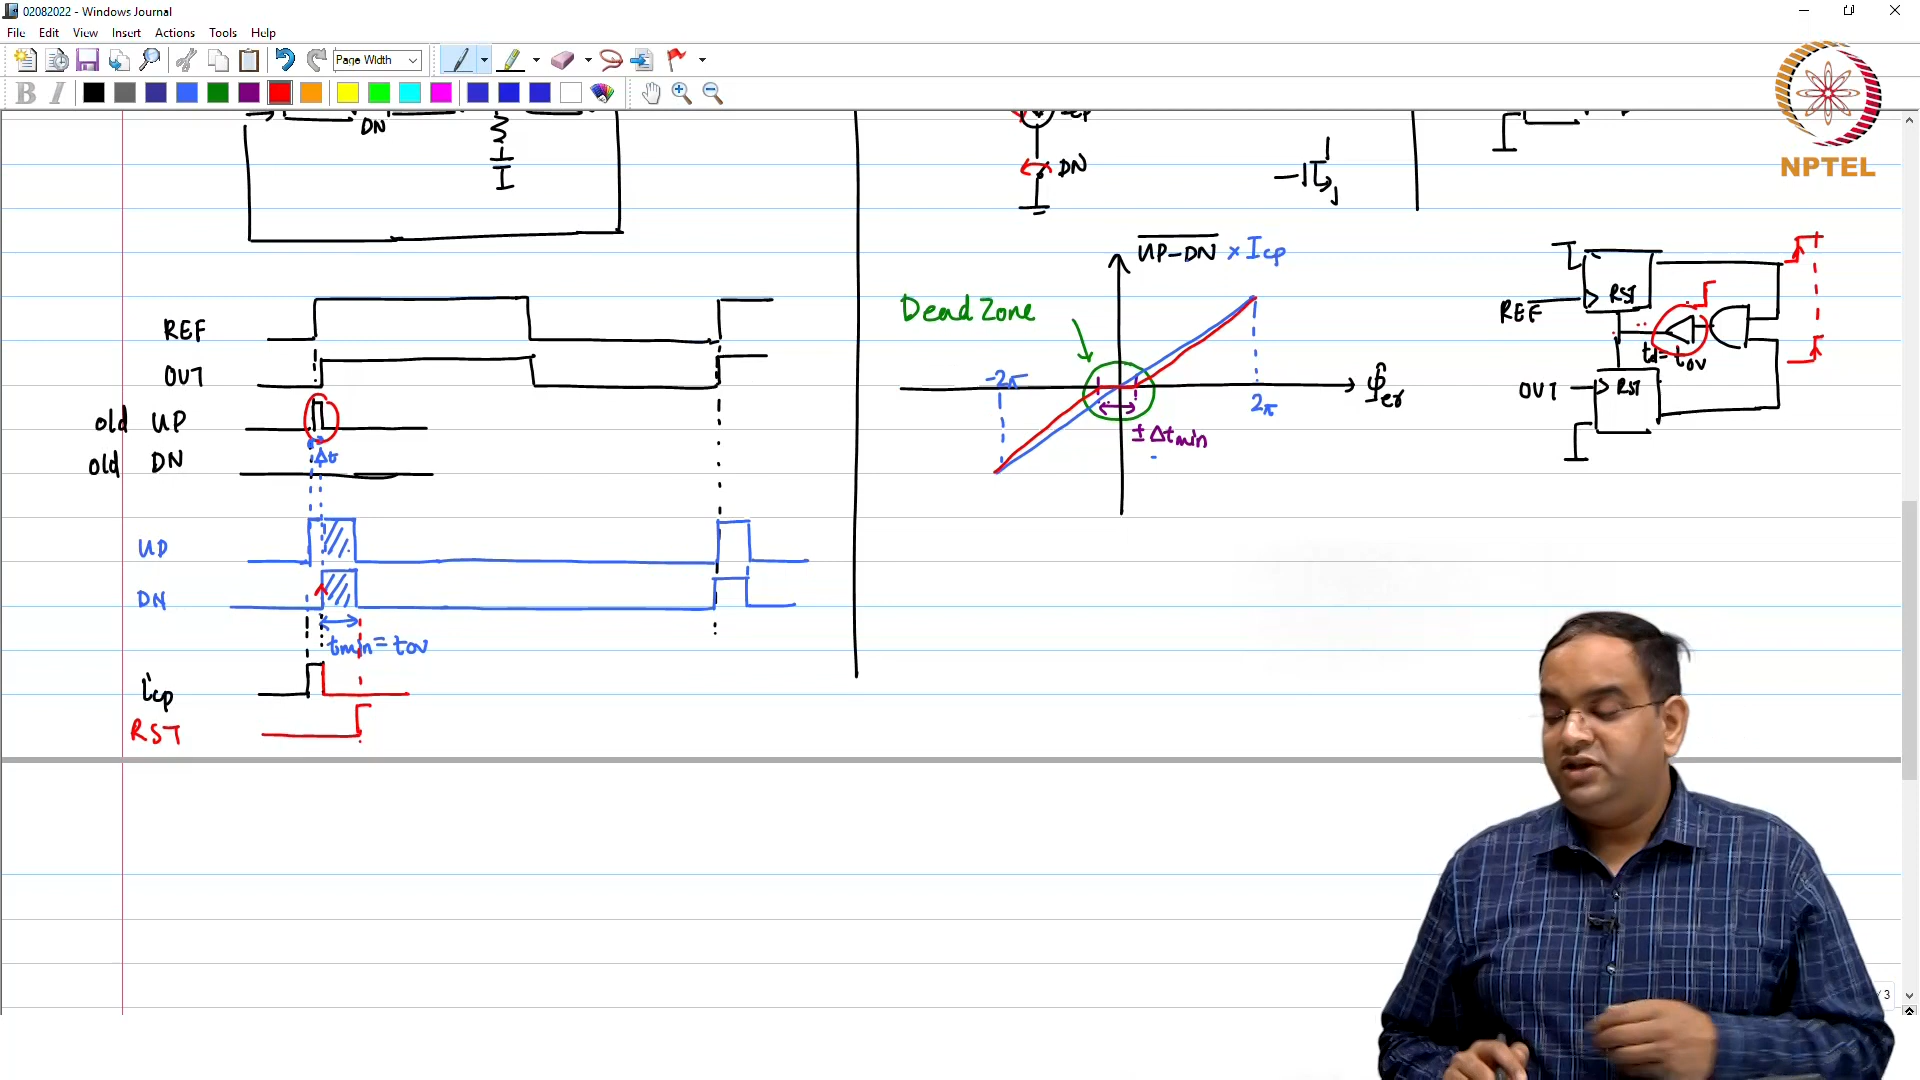 02082022 - Windows Journal
File Edit View Insert Actions Tools Help
Page Width
B I
NPTEL
DN
DN
UP-DN × Icp
Dead Zone
-2π
2π
Φer
± Δtmin
REF
RST
td = tov
OUT
RST
REF
OUT
old UP
old DN
Δt
UP
DN
tmin = tov
icp
RST
/ 3